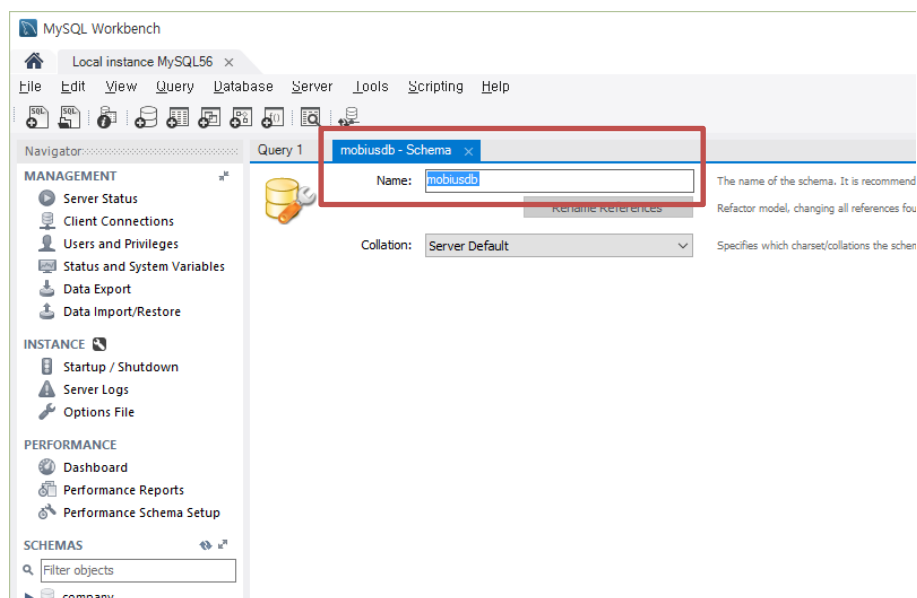 MySQL Workbench
Local instance MySQL56 ×
File Edit View Query Database Server Tools Scripting Help
SQL SQL
Navigator
Query 1
mobiusdb - Schema ×
MANAGEMENT
Server Status
Client Connections
Users and Privileges
Status and System Variables
Data Export
Data Import/Restore
INSTANCE
Startup / Shutdown
Server Logs
Options File
PERFORMANCE
Dashboard
Performance Reports
Performance Schema Setup
SCHEMAS
Filter objects
company
Name: mobiusdb
The name of the schema. It is recommend
Rename References
Refactor model, changing all references fou
Collation: Server Default
Specifies which charset/collations the schem